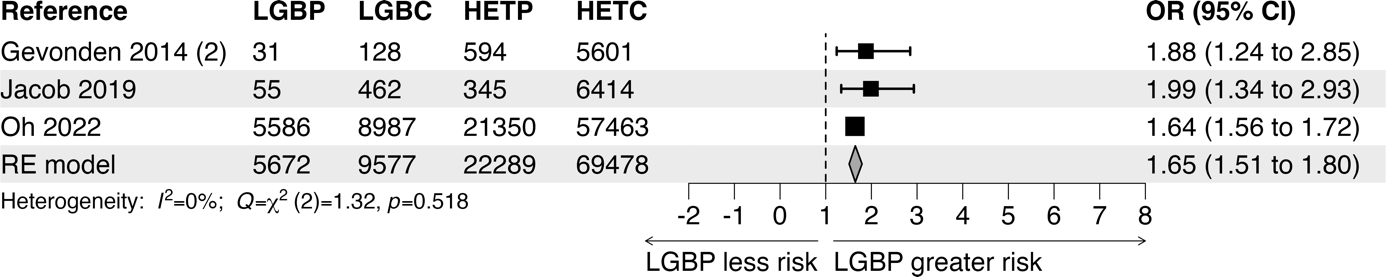 Reference LGBP LGBC HETP HETC OR (95% CI)
Gevonden 2014 (2) 31 128 594 5601 1.88 (1.24 to 2.85)
Jacob 2019 55 462 345 6414 1.99 (1.34 to 2.93)
Oh 2022 5586 8987 21350 57463 1.64 (1.56 to 1.72)
RE model 5672 9577 22289 69478 1.65 (1.51 to 1.80)
Heterogeneity: I²=0%; Q=χ² (2)=1.32, p=0.518
-2 -1 0 1 2 3 4 5 6 7 8
LGBP less risk LGBP greater risk